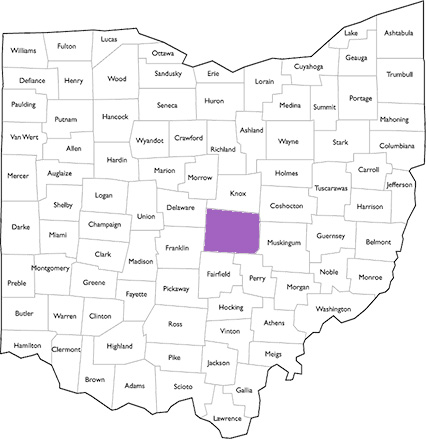 Williams
Fulton
Lucas
Ottawa
Lake
Ashtabula
Geauga
Cuyahoga
Defiance
Henry
Wood
Sandusky
Erie
Lorain
Trumbull
Paulding
Putnam
Hancock
Seneca
Huron
Medina
Summit
Portage
Mahoning
Van Wert
Allen
Wyandot
Crawford
Richland
Ashland
Wayne
Stark
Columbiana
Mercer
Auglaize
Hardin
Marion
Morrow
Knox
Holmes
Tuscarawas
Carroll
Jefferson
Shelby
Logan
Union
Delaware
Coshocton
Harrison
Darke
Miami
Champaign
Clark
Madison
Franklin
Muskingum
Guernsey
Belmont
Preble
Montgomery
Greene
Fayette
Pickaway
Fairfield
Perry
Morgan
Noble
Monroe
Butler
Warren
Clinton
Ross
Hocking
Vinton
Athens
Washington
Hamilton
Clermont
Highland
Pike
Jackson
Meigs
Brown
Adams
Scioto
Gallia
Lawrence